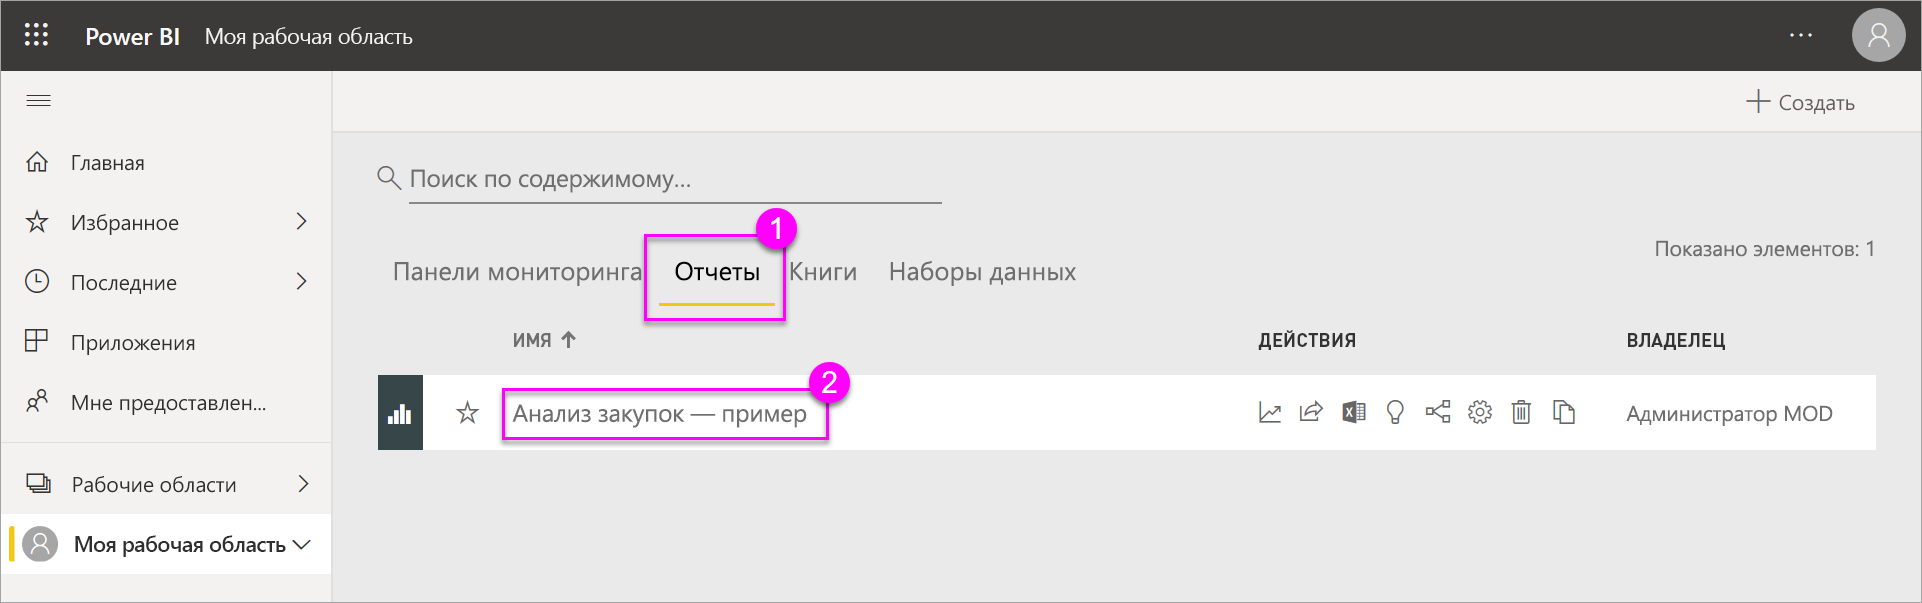 Power BI Моя рабочая область ...
Создать
Главная
Избранное
Последние
Приложения
Мне предоставлен...
Рабочие области
Моя рабочая область
Поиск по содержимому...
1
Показано элементов: 1
Панели мониторинга Отчеты Книги Наборы данных
ИМЯ ДЕЙСТВИЯ ВЛАДЕЛЕЦ
2
Анализ закупок — пример Администратор MOD